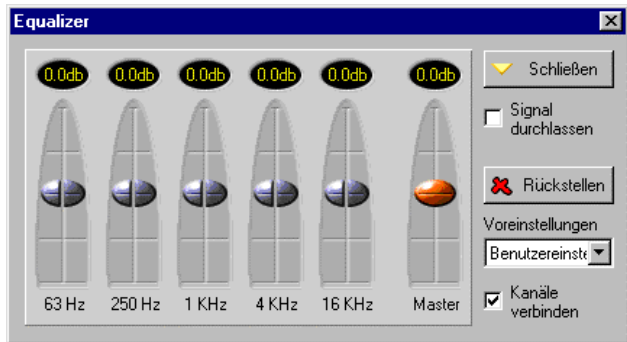 Equalizer
0.0db 0.0db 0.0db 0.0db 0.0db 0.0db
63 Hz 250 Hz 1 KHz 4 KHz 16 KHz Master
Schließen
Signal
durchlassen
Rückstellen
Voreinstellungen
Benutzereinste
Kanäle
verbinden